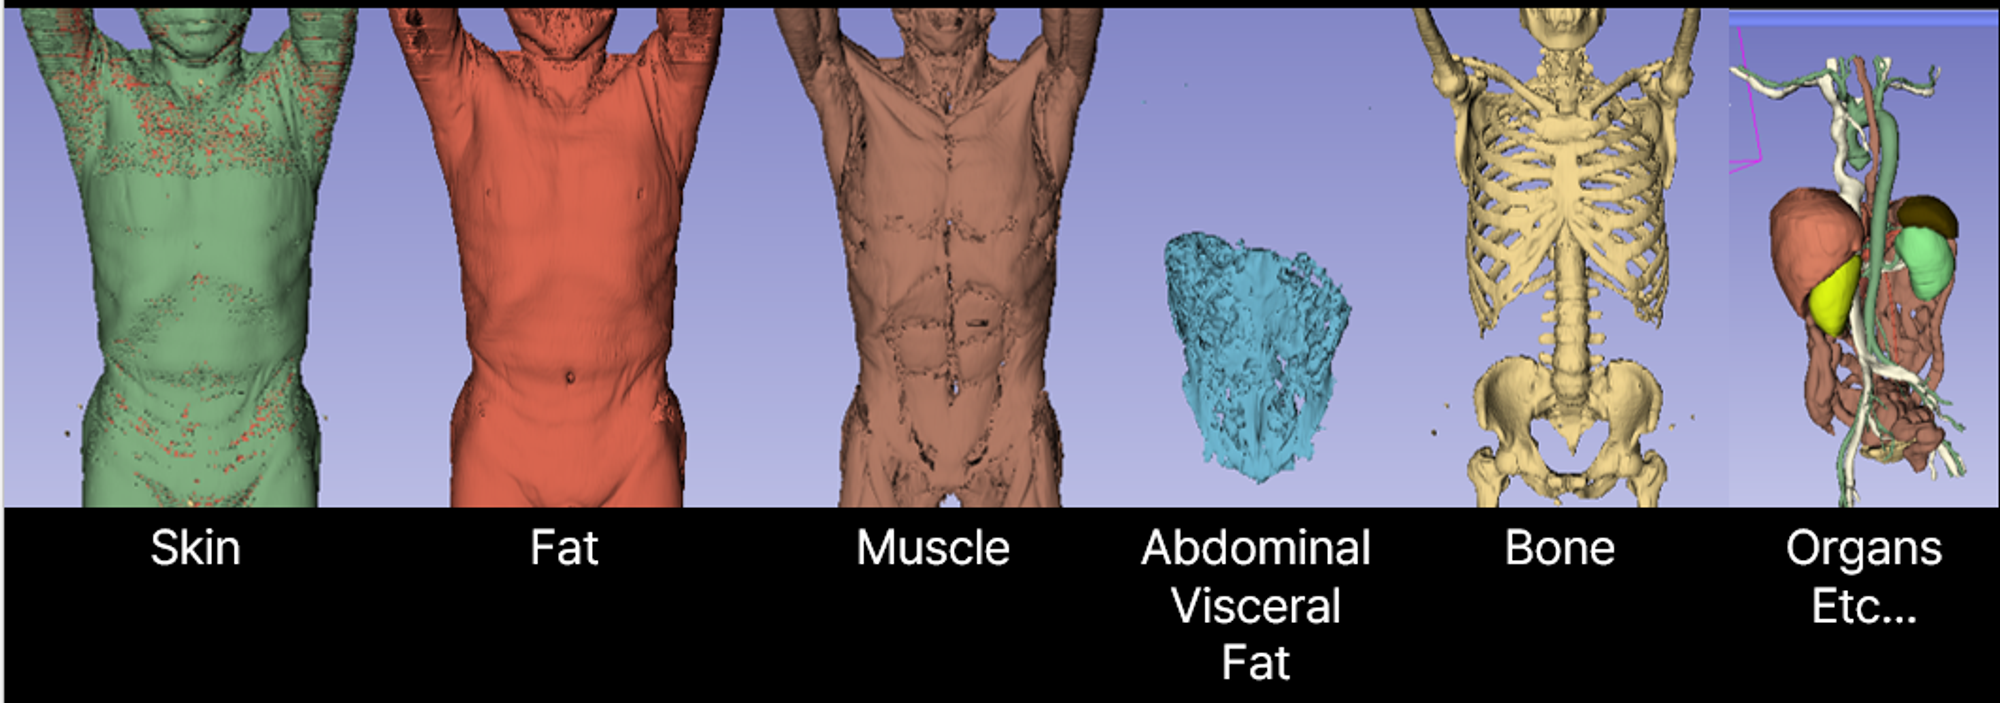 Skin
Fat
Muscle
Abdominal
Visceral
Fat
Bone
Organs
Etc...